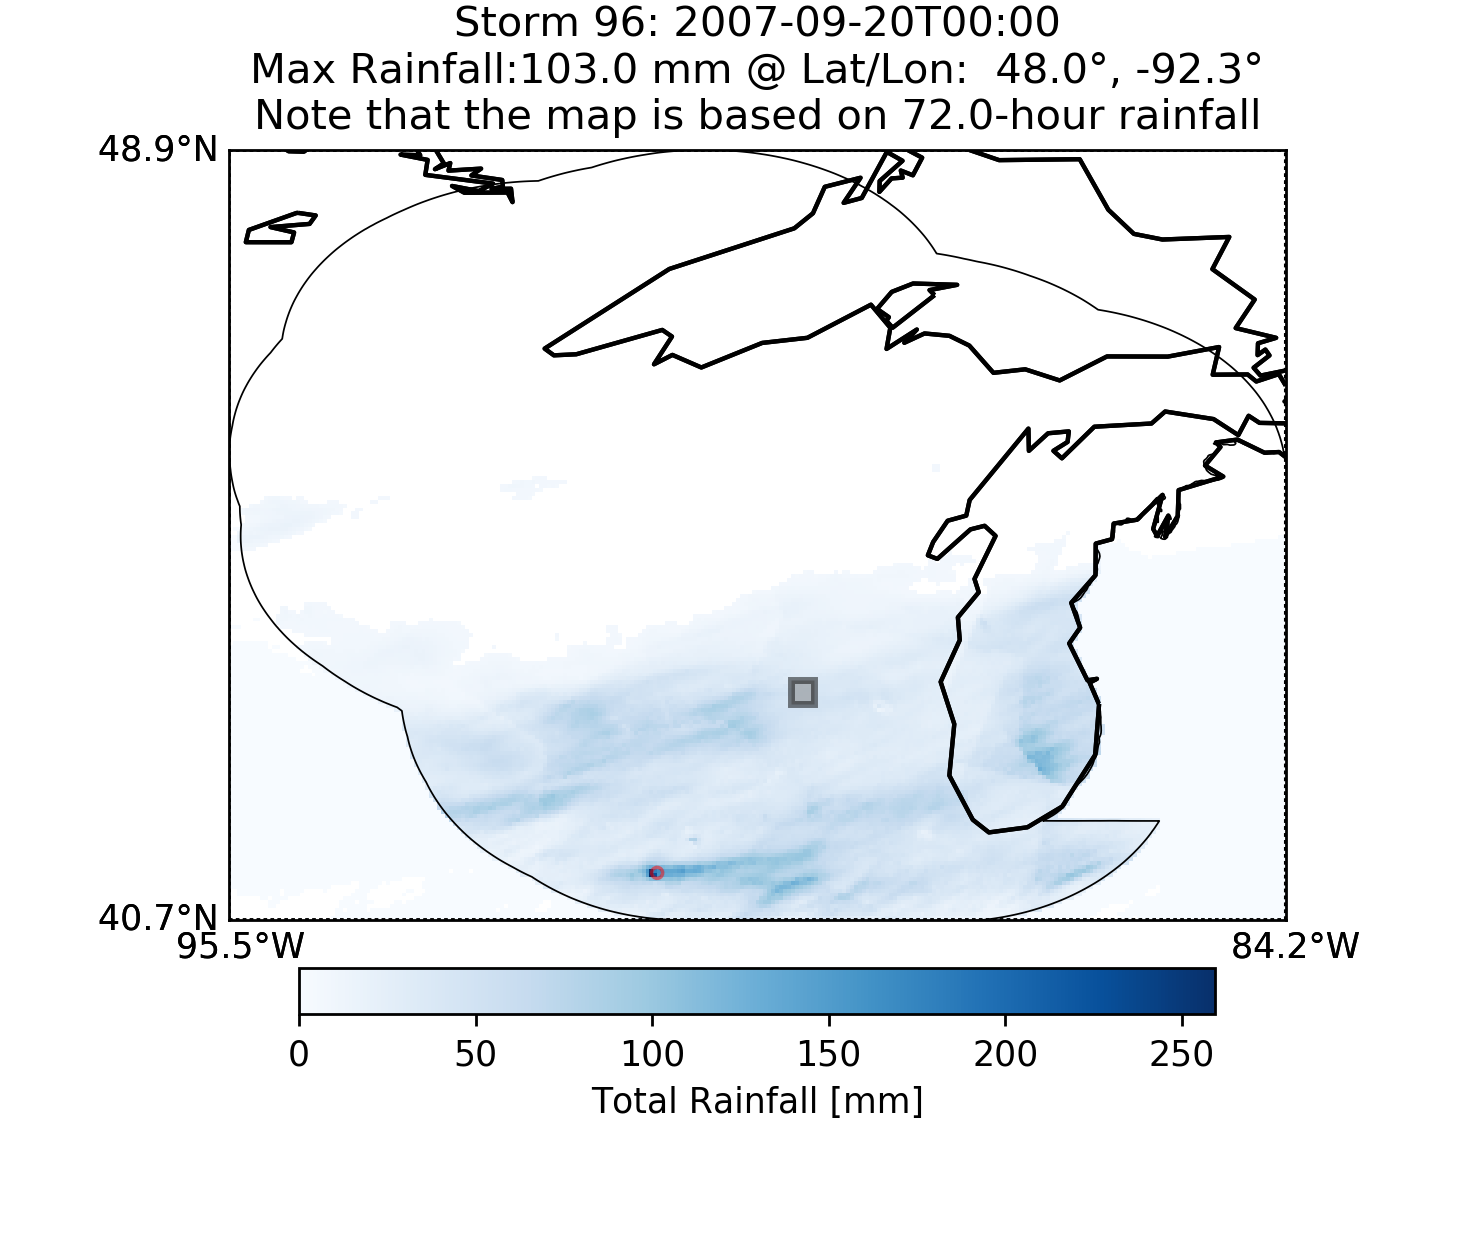 Storm 96: 2007-09-20T00:00
Max Rainfall:103.0 mm @ Lat/Lon:  48.0°, -92.3°
Note that the map is based on 72.0-hour rainfall
48.9°N
40.7°N
95.5°W 84.2°W
0 50 100 150 200 250
Total Rainfall [mm]